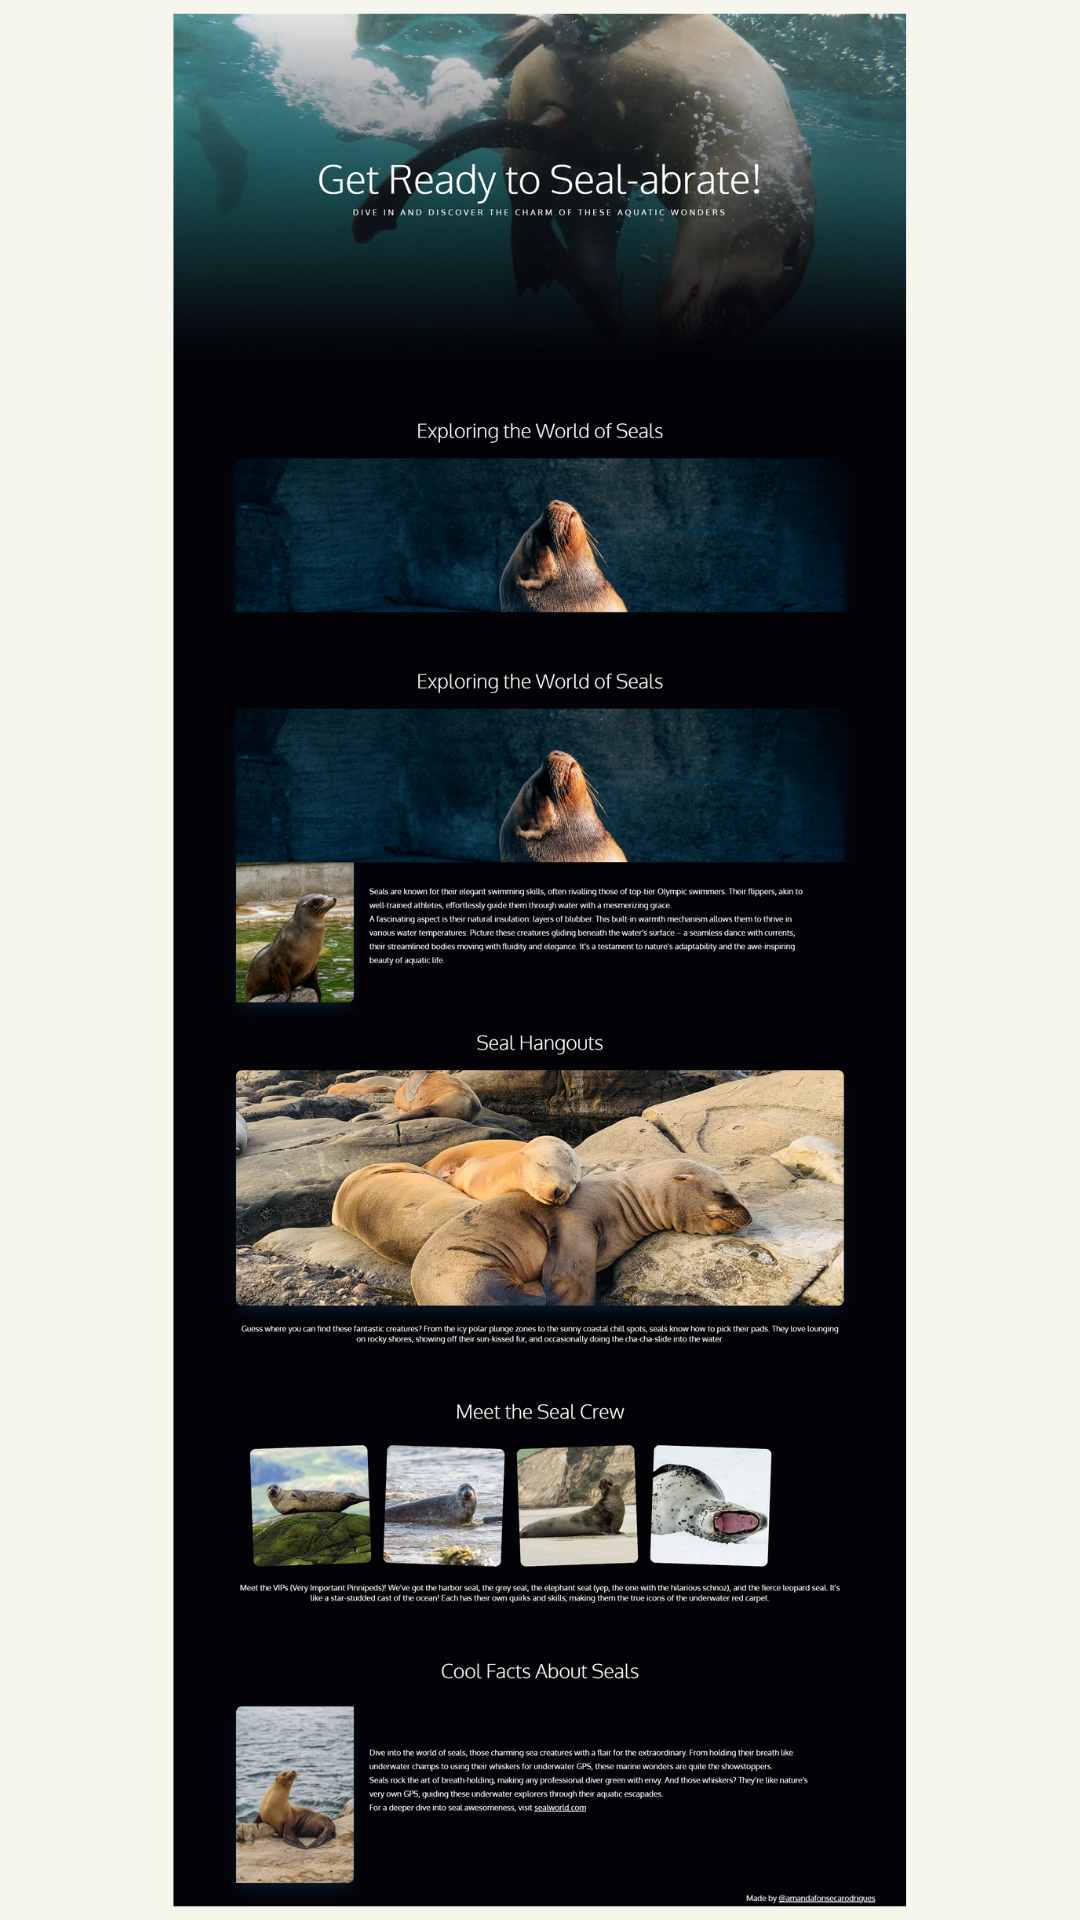 Get Ready to Seal-abrate!
DIVE IN AND DISCOVER THE CHARM OF THESE AQUATIC WONDERS
Exploring the World of Seals
Exploring the World of Seals
Seals are known for their elegant swimming skills, often rivalling those of top-tier Olympic swimmers. Their flippers, akin to
well-trained athletes, effortlessly guide them through water with a mesmerizing grace.
A fascinating aspect is their natural insulation: layers of blubber. This built-in warmth mechanism allows them to thrive in
various water temperatures. Picture these creatures gliding beneath the water's surface – a seamless dance with currents,
their streamlined bodies moving with fluidity and elegance. It's a testament to nature's adaptability and the awe-inspiring
beauty of aquatic life.
Seal Hangouts
Guess where you can find these fantastic creatures? From the icy polar plunge zones to the sunny coastal chill spots, seals know how to pick their pads. They love lounging
on rocky shores, showing off their sun-kissed fur, and occasionally doing the cha-cha-slide into the water.
Meet the Seal Crew
Meet the VIPs (Very Important Pinnipeds)! We've got the harbor seal, the grey seal, the elephant seal (yep, the one with the hilarious schnoz), and the fierce leopard seal. It's
like a star-studded cast of the ocean! Each has their own quirks and skills, making them the true icons of the underwater red carpet.
Cool Facts About Seals
Dive into the world of seals, those charming sea creatures with a flair for the extraordinary. From holding their breath like
underwater champs to using their whiskers for underwater GPS, these marine wonders are quite the showstoppers.
Seals rock the art of breath-holding, making any professional diver green with envy. And those whiskers? They're like nature's
very own GPS, guiding these underwater explorers through their aquatic escapades.
For a deeper dive into seal awesomeness, visit sealworld.com
Made by @amandafonsecarodrigues